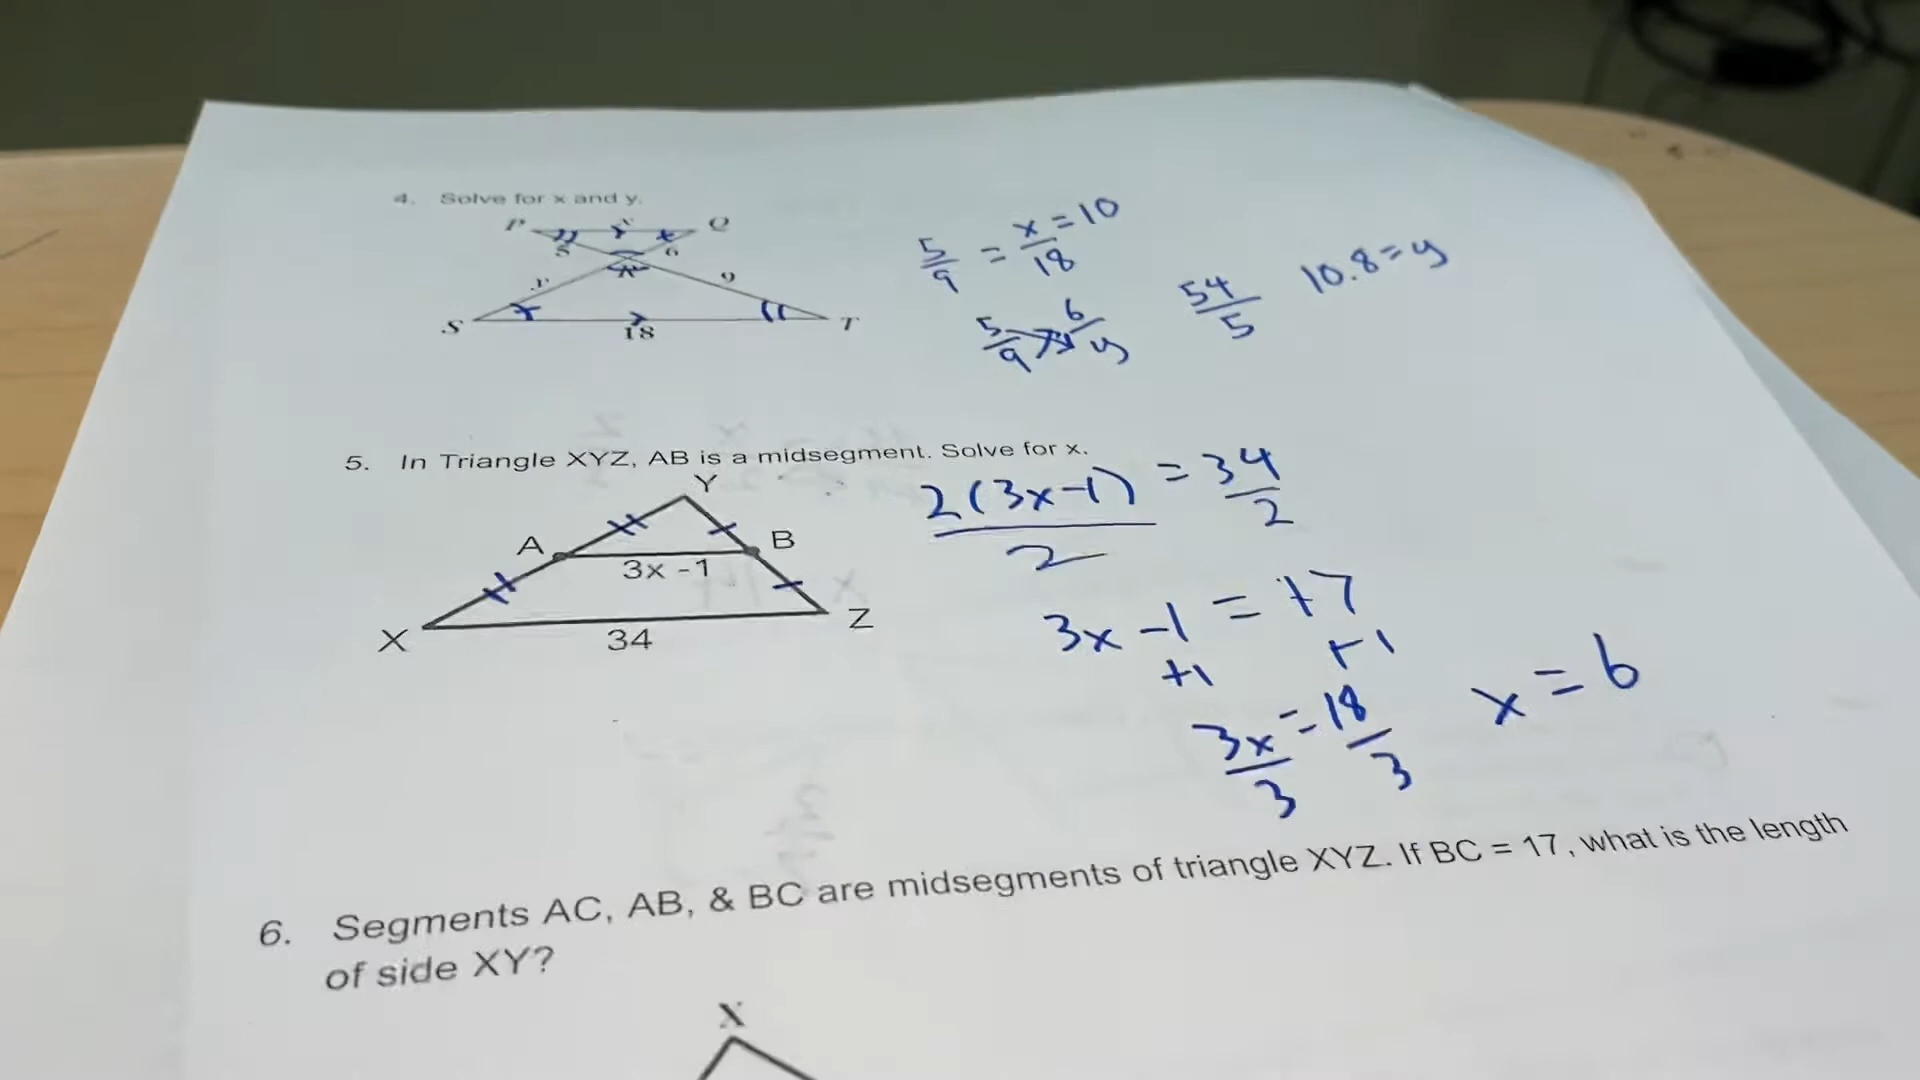 4. Solve for x and y.
P x Q
5 6
y 9
S 18 T
5/9 = x/18 = 10
5/9 6/y
54/5
10.8 = y
5. In Triangle XYZ, AB is a midsegment. Solve for x.
Y
A B
3x - 1
X Z
34
2(3x-1)/2 = 34/2
3x - 1 = 17
+1 +1
3x/3 = 18/3
x = 6
6. Segments AC, AB, & BC are midsegments of triangle XYZ. If BC = 17, what is the length
of side XY?
X